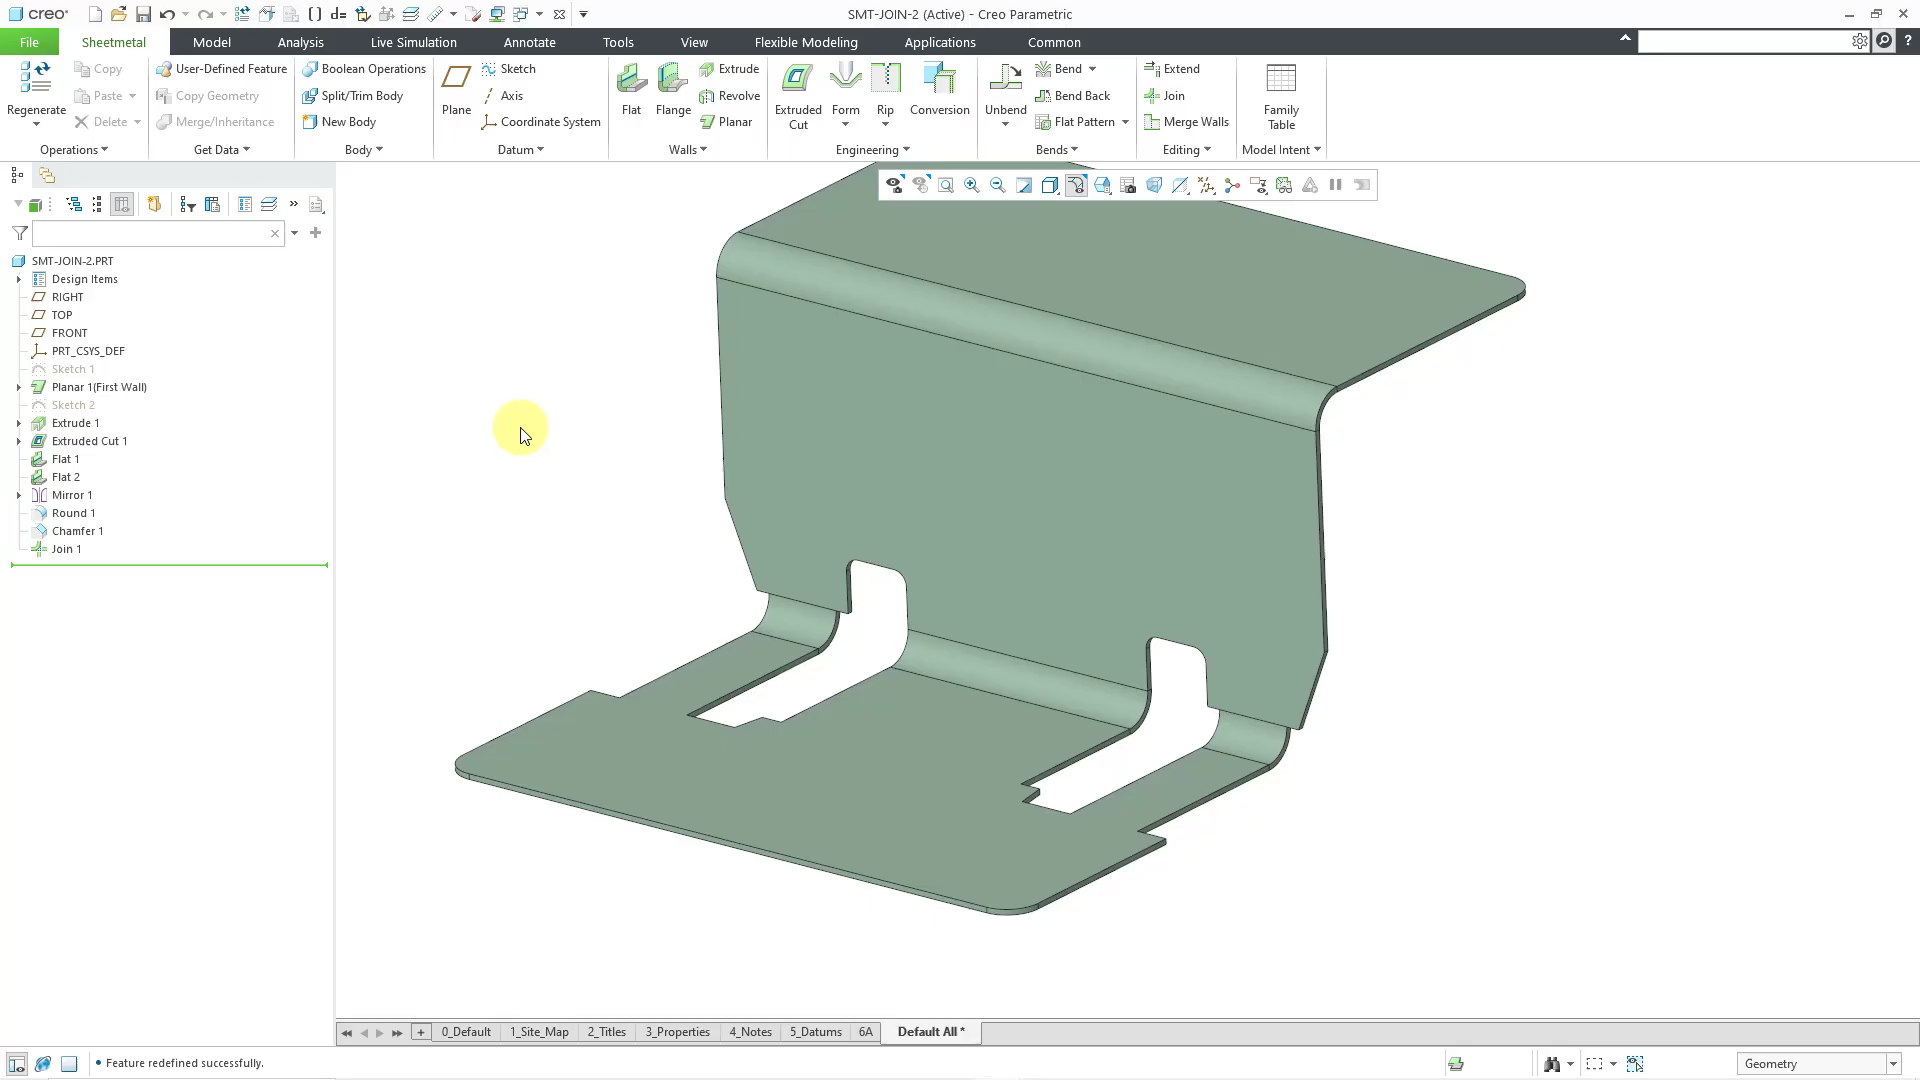 creo
SMT-JOIN-2 (Active) - Creo Parametric
File
Sheetmetal
Model
Analysis
Live Simulation
Annotate
Tools
View
Flexible Modeling
Applications
Common
Regenerate
Copy
Paste
Delete
Operations
User-Defined Feature
Copy Geometry
Merge/Inheritance
Get Data
Boolean Operations
Split/Trim Body
New Body
Body
Plane
Sketch
Axis
Coordinate System
Datum
Flat
Flange
Extrude
Revolve
Planar
Walls
Extruded
Cut
Form
Rip
Conversion
Engineering
Unbend
Bend
Bend Back
Flat Pattern
Bends
Extend
Join
Merge Walls
Editing
Family
Table
Model Intent
SMT-JOIN-2.PRT
Design Items
RIGHT
TOP
FRONT
PRT_CSYS_DEF
Sketch 1
Planar 1(First Wall)
Sketch 2
Extrude 1
Extruded Cut 1
Flat 1
Flat 2
Mirror 1
Round 1
Chamfer 1
Join 1
0_Default
1_Site_Map
2_Titles
3_Properties
4_Notes
5_Datums
6A
Default All *
• Feature redefined successfully.
Geometry